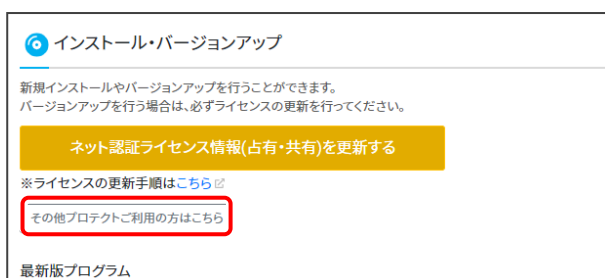 インストール・バージョンアップ
新規インストールやバージョンアップを行うことができます。
バージョンアップを行う場合は、必ずライセンスの更新を行ってください。
ネット認証ライセンス情報(占有・共有)を更新する
※ライセンスの更新手順はこちら
その他プロテクトご利用の方はこちら
最新版プログラム